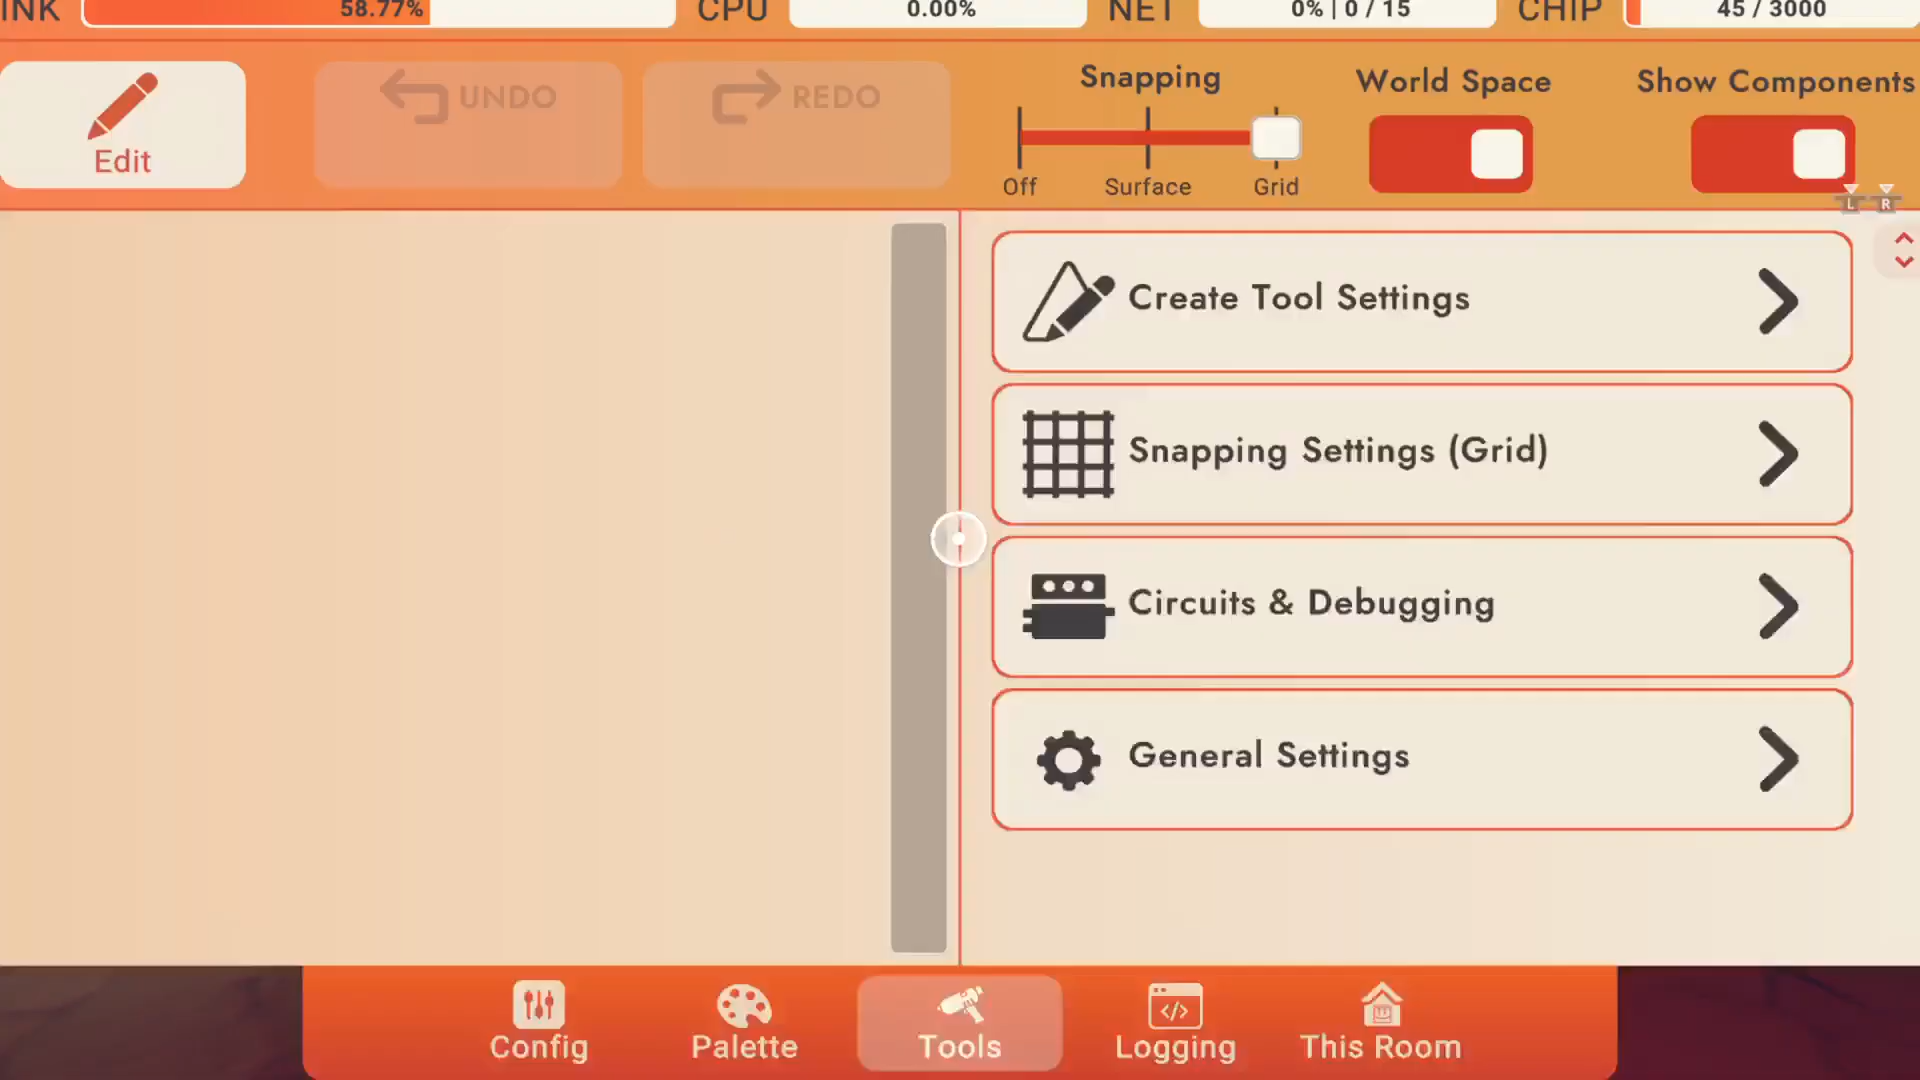 INK 58.77% CPU 0.00% NET 0% | 0 / 15 CHIP 45 / 3000
Edit
UNDO
REDO
Snapping
Off Surface Grid
World Space
Show Components
L R
Create Tool Settings
Snapping Settings (Grid)
Circuits & Debugging
General Settings
Config Palette Tools Logging This Room